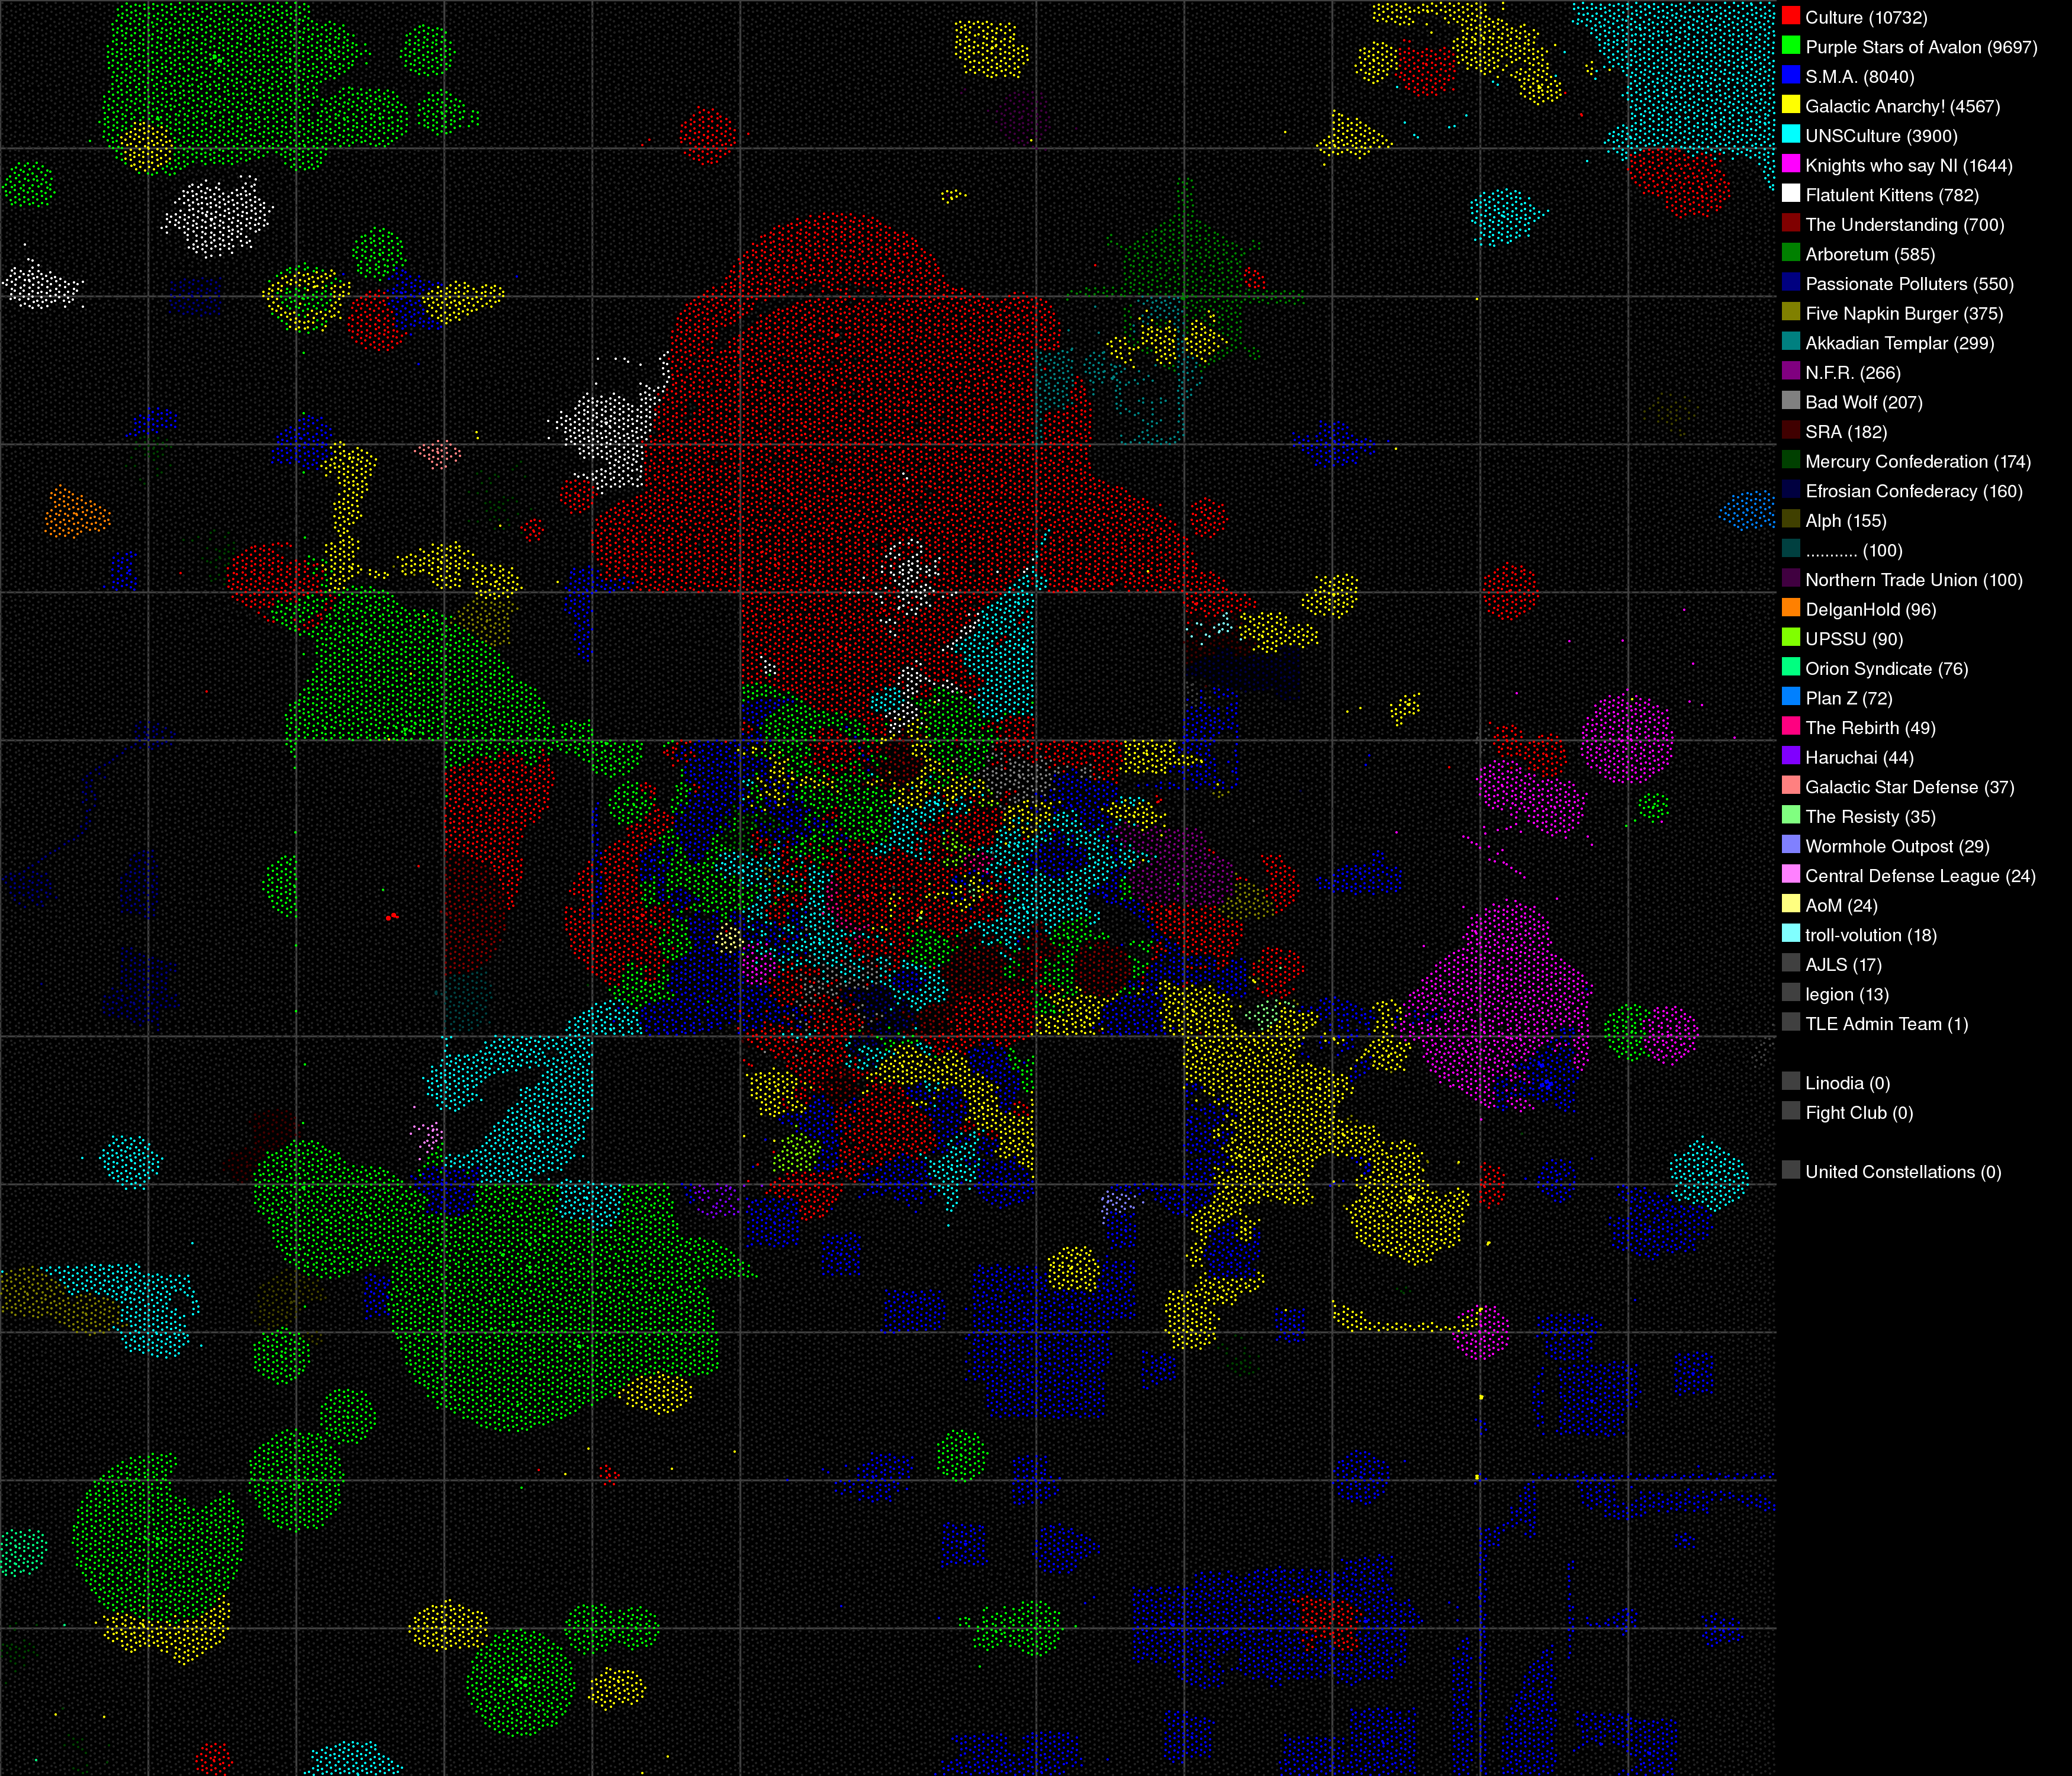 Culture (10732)
Purple Stars of Avalon (9697)
S.M.A. (8040)
Galactic Anarchy! (4567)
UNSCulture (3900)
Knights who say NI (1644)
Flatulent Kittens (782)
The Understanding (700)
Arboretum (585)
Passionate Polluters (550)
Five Napkin Burger (375)
Akkadian Templar (299)
N.F.R. (266)
Bad Wolf (207)
SRA (182)
Mercury Confederation (174)
Efrosian Confederacy (160)
Alph (155)
........... (100)
Northern Trade Union (100)
DelganHold (96)
UPSSU (90)
Orion Syndicate (76)
Plan Z (72)
The Rebirth (49)
Haruchai (44)
Galactic Star Defense (37)
The Resisty (35)
Wormhole Outpost (29)
Central Defense League (24)
AoM (24)
troll-volution (18)
AJLS (17)
legion (13)
TLE Admin Team (1)
Linodia (0)
Fight Club (0)
United Constellations (0)